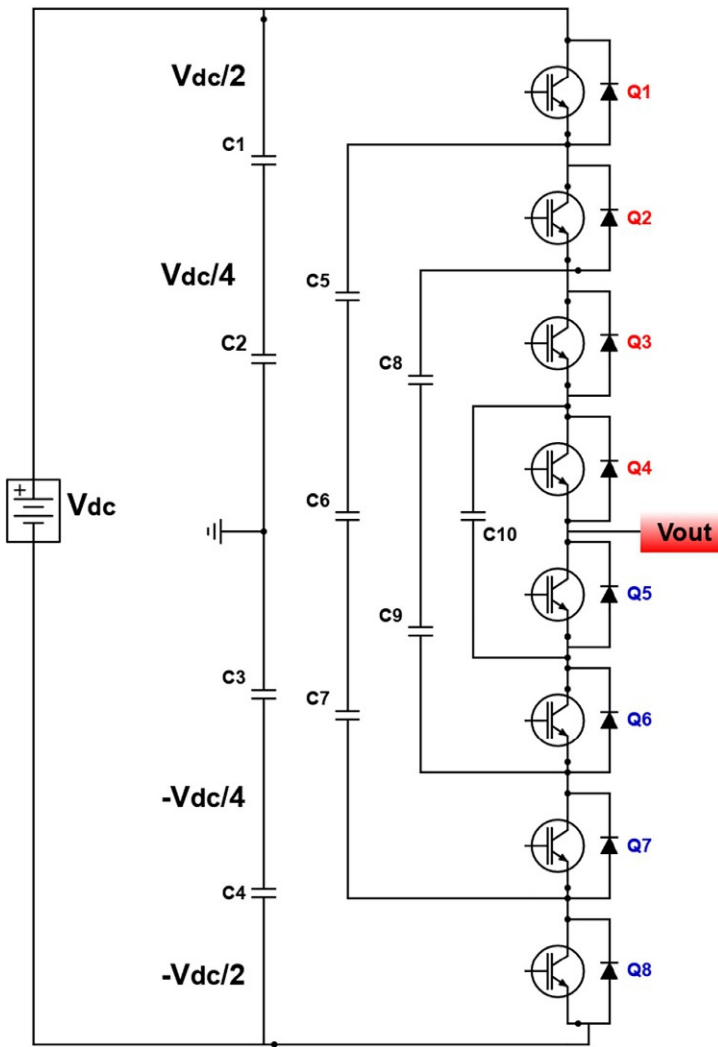 Vdc/2
Q1
C1
Q2
Vdc/4
C5
C2
Q3
C8
Q4
+
Vdc
C6
C10
Vout
Q5
C9
C3
C7
Q6
-Vdc/4
Q7
C4
-Vdc/2
Q8